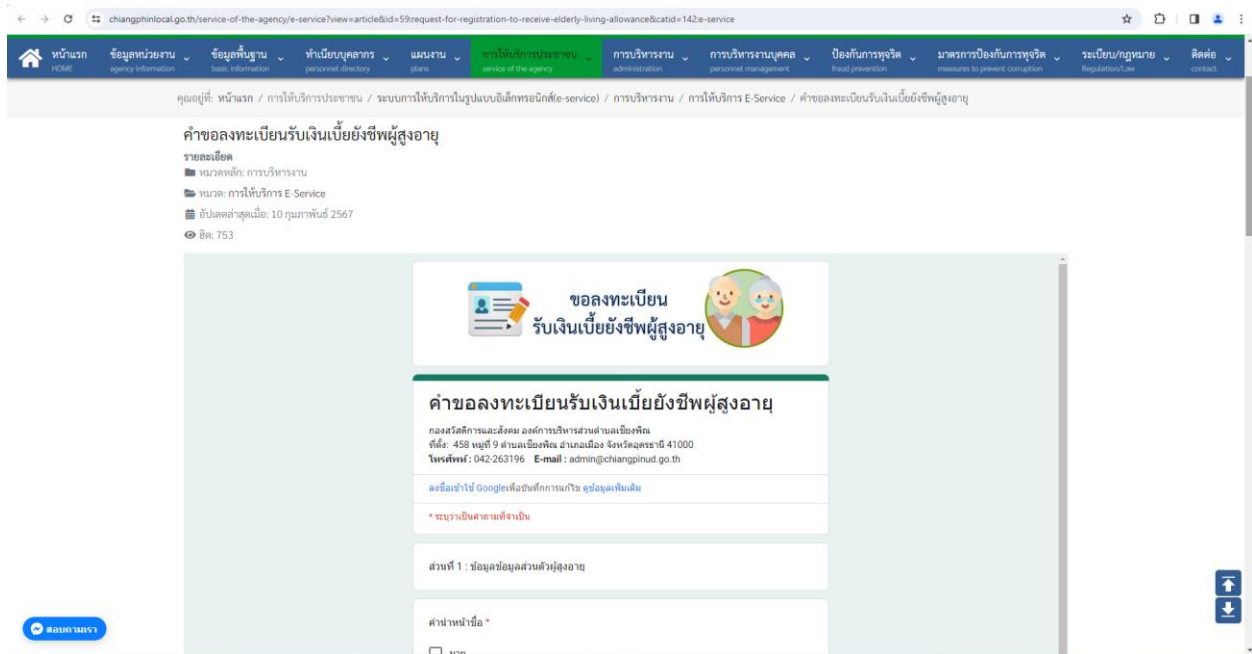 chiangphinlocal.go.th/service-of-the-agency/e-service?view=article&id=59:request-for-registration-to-receive-elderly-living-allowance&catid=142:e-service
หน้าแรก ข้อมูลหน่วยงาน ข้อมูลพื้นฐาน ทำเนียบบุคลากร แผนงาน การให้บริการประชาชน การบริหารงาน การบริหารงานบุคคล ป้องกันการทุจริต มาตรการป้องกันการทุจริต ระเบียบ/กฎหมาย ติดต่อ
HOME agency information basic information personnel directory plans service of the agency administration personnel management fraud prevention measures to prevent corruption Regulation/Law contact
คุณอยู่ที่: หน้าแรก / การให้บริการประชาชน / ระบบการให้บริการในรูปแบบอิเล็กทรอนิกส์(e-service) / การบริหารงาน / การให้บริการ E-Service / คำขอลงทะเบียนรับเงินเบี้ยยังชีพผู้สูงอายุ
คำขอลงทะเบียนรับเงินเบี้ยยังชีพผู้สูงอายุ
รายละเอียด
หมวดหลัก: การบริหารงาน
หมวด: การให้บริการ E-Service
อัปเดตล่าสุดเมื่อ: 10 กุมภาพันธ์ 2567
ฮิต: 753
ขอลงทะเบียน
รับเงินเบี้ยยังชีพผู้สูงอายุ
คำขอลงทะเบียนรับเงินเบี้ยยังชีพผู้สูงอายุ
กองสวัสดิการและสังคม องค์การบริหารส่วนตำบลเชียงพิณ
ที่ตั้ง: 458 หมู่ที่ 9 ตำบลเชียงพิณ อำเภอเมือง จังหวัดอุดรธานี 41000
โทรศัพท์ : 042-263196 E-mail : admin@chiangpinud.go.th
ลงชื่อเข้าใช้ Googleเพื่อบันทึกการแก้ไข ดูข้อมูลเพิ่มเติม
* ระบุว่าเป็นคำถามที่จำเป็น
ส่วนที่ 1 : ข้อมูลข้อมูลส่วนตัวผู้สูงอายุ
คำนำหน้าชื่อ *
นาย
สอบถามเรา